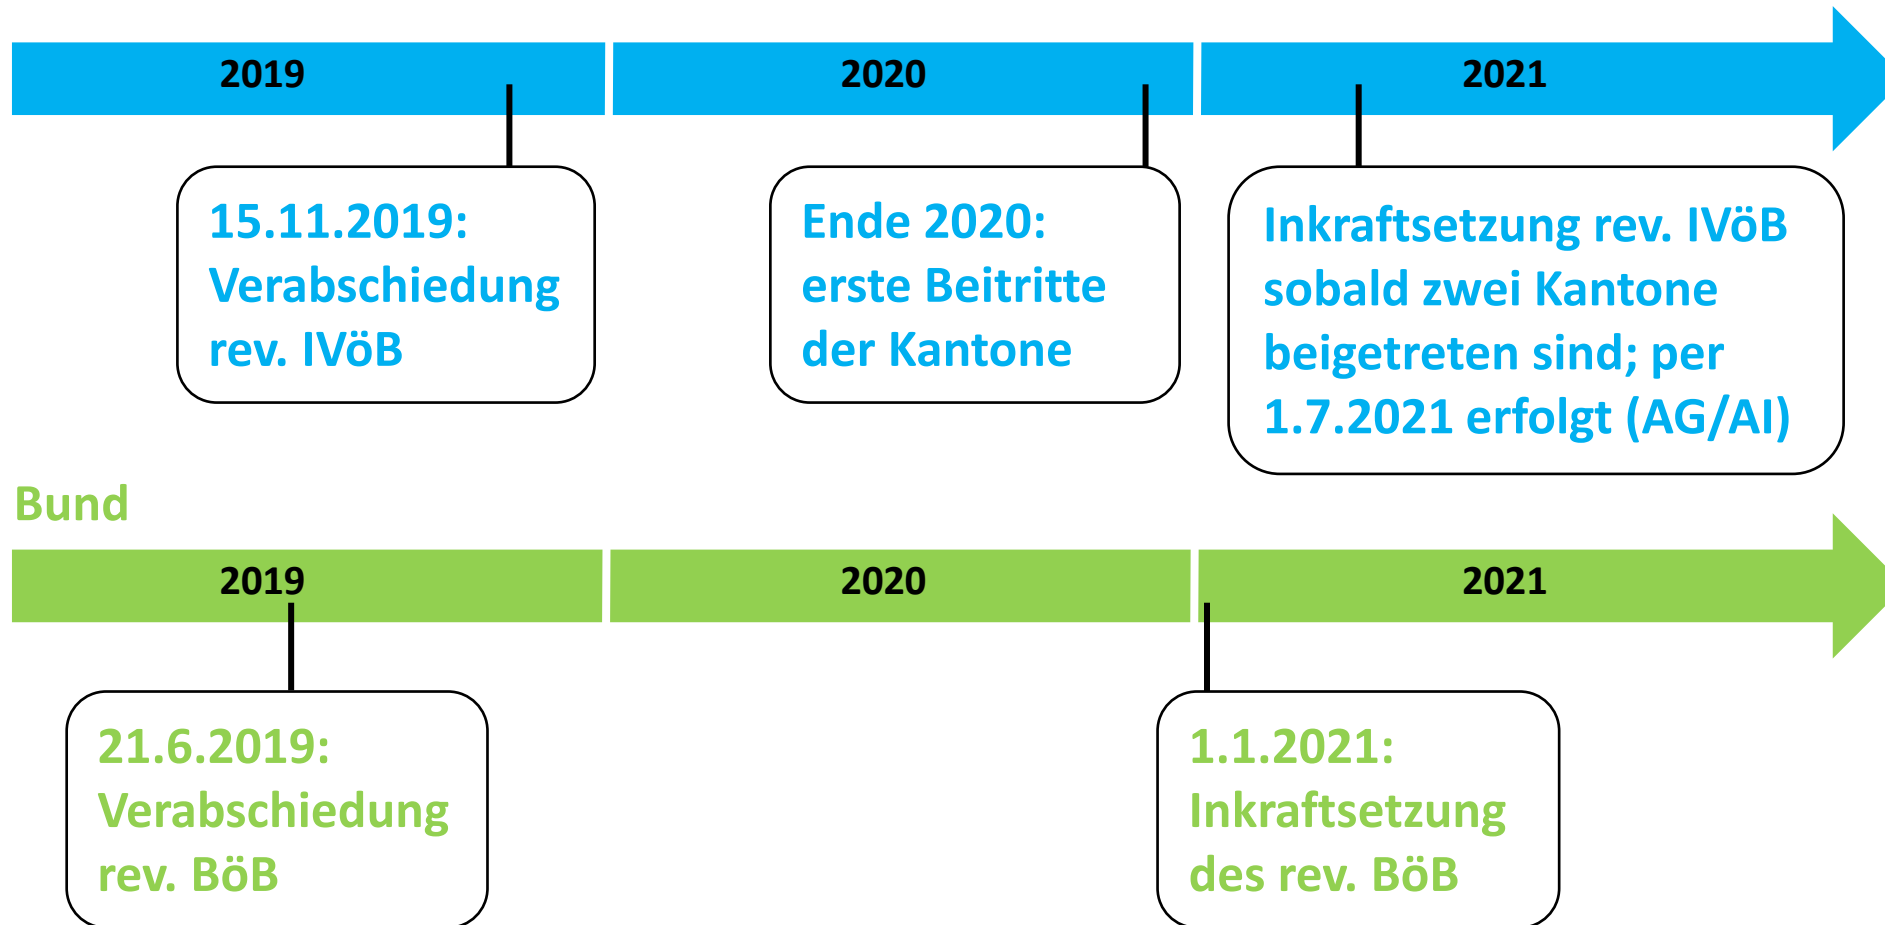 2019
2020
2021
15.11.2019:
Verabschiedung
rev. IVöB
Ende 2020:
erste Beitritte
der Kantone
Inkraftsetzung rev. IVöB
sobald zwei Kantone
beigetreten sind; per
1.7.2021 erfolgt (AG/AI)
Bund
2019
2020
2021
21.6.2019:
Verabschiedung
rev. BöB
1.1.2021:
Inkraftsetzung
des rev. BöB